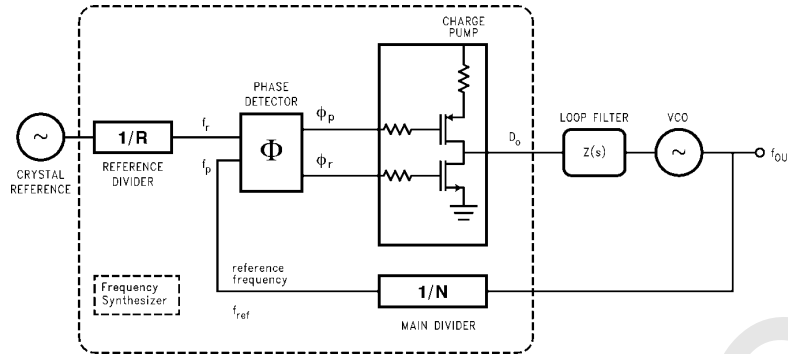 CHARGE
PUMP
PHASE
DETECTOR
LOOP FILTER
VCO
~
CRYSTAL
REFERENCE
1/R
REFERENCE
DIVIDER
fr
fp
Φ
ϕp
ϕr
Do
Z(s)
~
fOU
Frequency
Synthesizer
reference
frequency
fref
1/N
MAIN DIVIDER